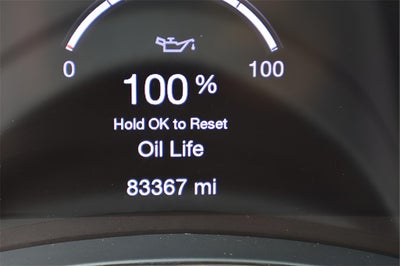 0 100
100 %
Hold OK to Reset
Oil Life
83367 mi